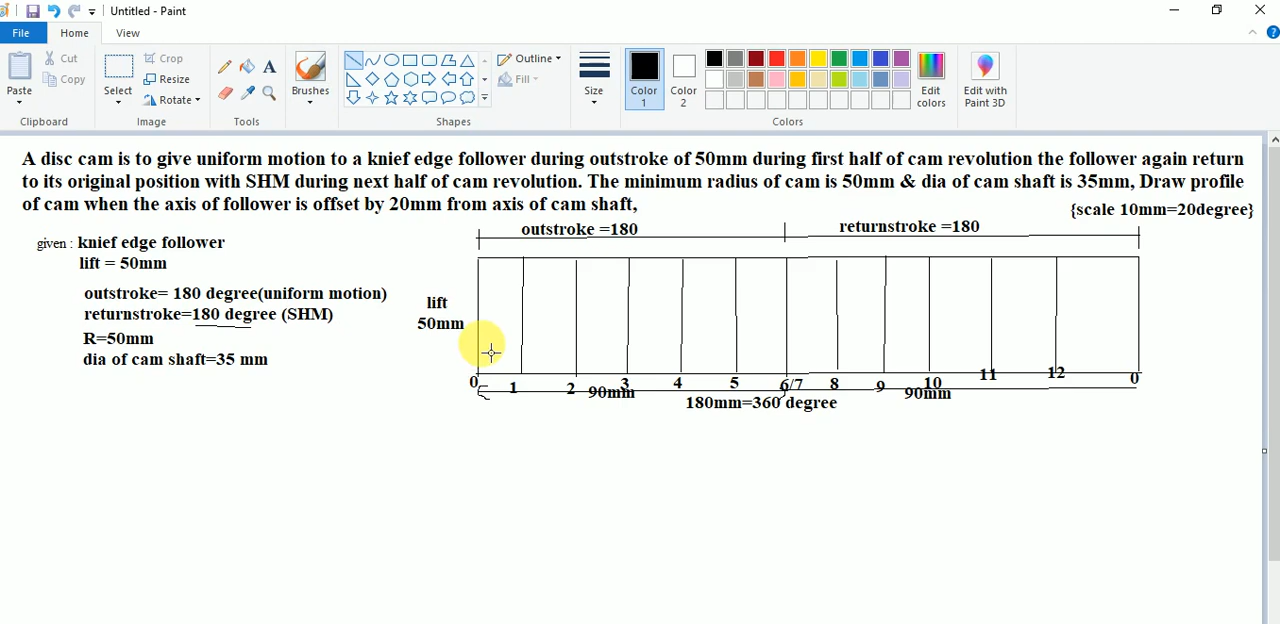 Untitled - Paint
File
Home
View
Paste
Cut
Copy
Clipboard
Select
Crop
Resize
Rotate
Image
A
Tools
Brushes
Outline
Fill
Shapes
Size
Color
1
Color
2
Edit
colors
Colors
Edit with
Paint 3D
A disc cam is to give uniform motion to a knief edge follower during outstroke of 50mm during first half of cam revolution the follower again return
to its original position with SHM during next half of cam revolution. The minimum radius of cam is 50mm & dia of cam shaft is 35mm, Draw profile
of cam when the axis of follower is offset by 20mm from axis of cam shaft,
{scale 10mm=20degree}
given : knief edge follower
lift = 50mm
outstroke= 180 degree(uniform motion)
returnstroke=180 degree (SHM)
R=50mm
dia of cam shaft=35 mm
outstroke =180
returnstroke =180
lift
50mm
0 1 2 3 4 5 6/7 8 9 10 11 12 0
90mm
90mm
180mm=360 degree